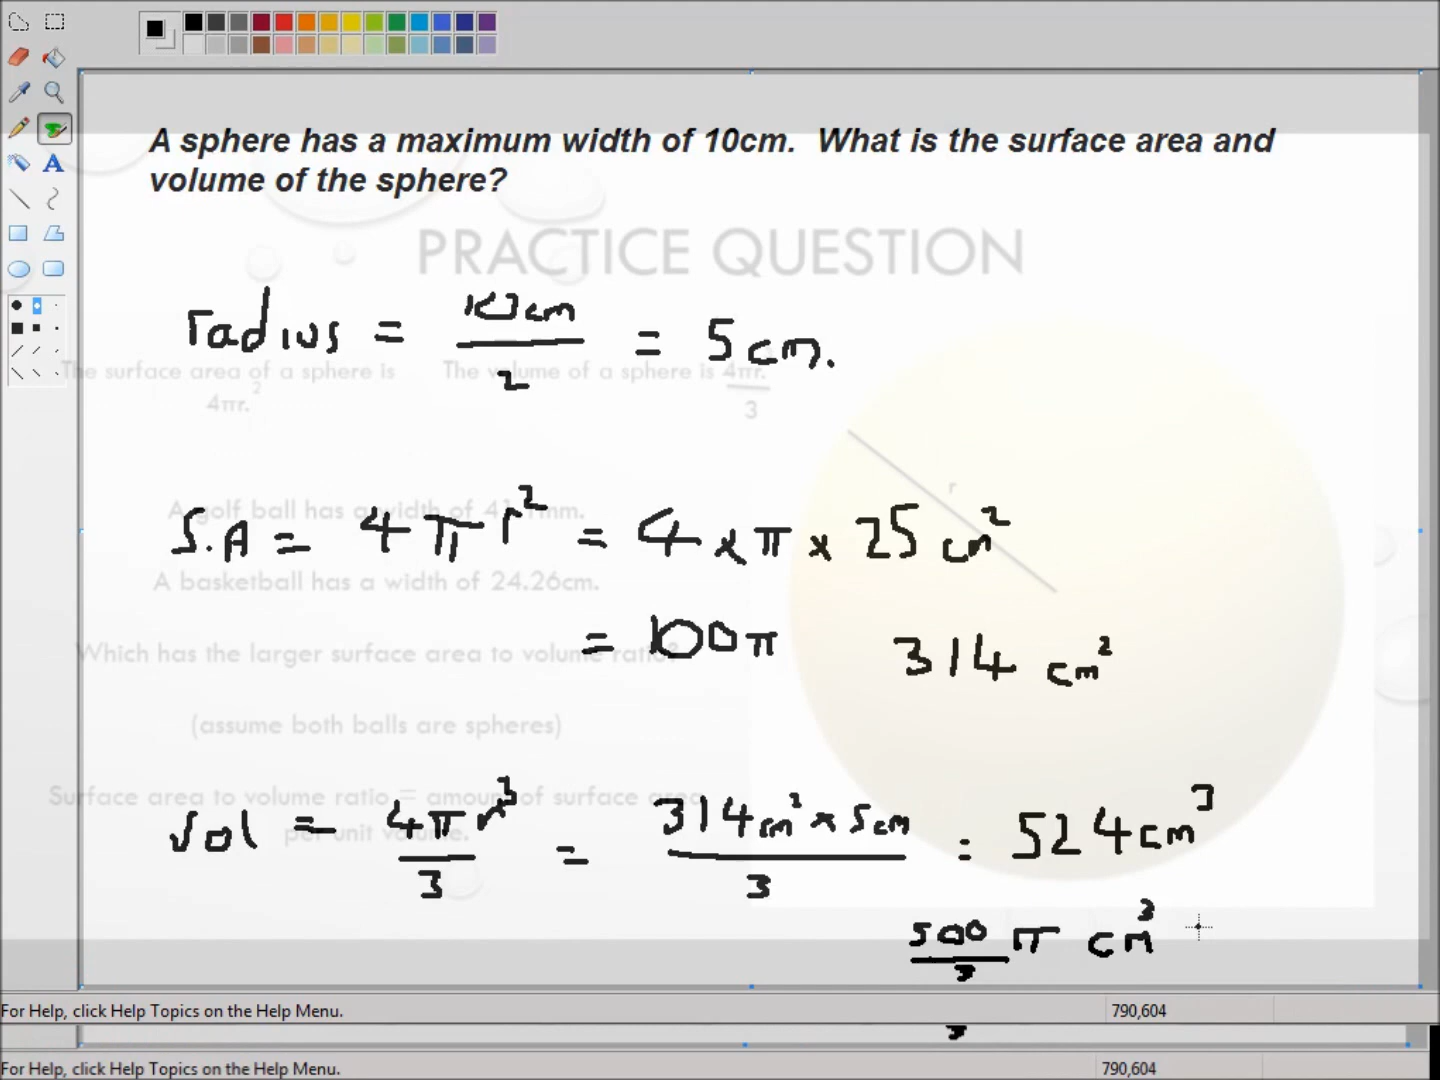 A sphere has a maximum width of 10cm. What is the surface area and
volume of the sphere?
PRACTICE QUESTION
radius = 10cm / 2 = 5cm.
The surface area of a sphere is 4πr.²
The volume of a sphere is 4πr. / 3
r
S.A = 4πr² = 4 x π x 25 cm²
A golf ball has a width of mm.
A basketball has a width of 24.26cm.
= 100π 314 cm²
Which has the larger surface area to volume ratio?
(assume both balls are spheres)
Surface area to volume ratio = amount of surface area
per unit volume.
Vol = 4πr³ / 3 = 314cm² x 5cm / 3 = 524cm³
500 / 3 π cm³
For Help, click Help Topics on the Help Menu. 790,604
3
For Help, click Help Topics on the Help Menu. 790,604